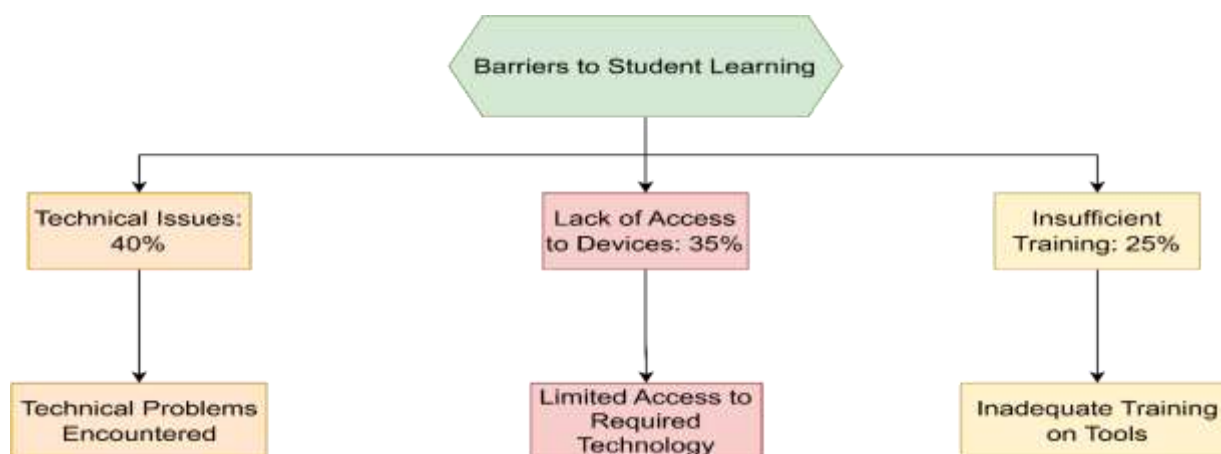 Barriers to Student Learning
Technical Issues:
40%
Lack of Access
to Devices: 35%
Insufficient
Training: 25%
Technical Problems
Encountered
Limited Access to
Required
Technology
Inadequate Training
on Tools